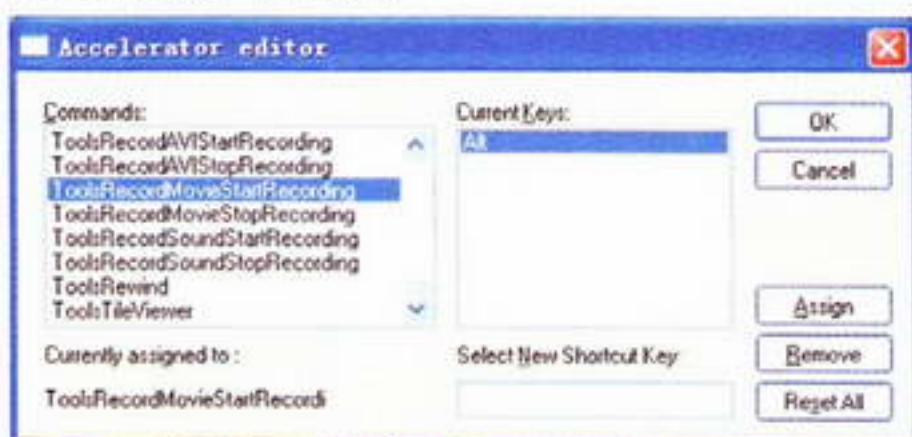 Accelerator editor
Commands:
ToolsRecordAVIStartRecording
ToolsRecordAVIStopRecording
ToolsRecordMovieStartRecording
ToolsRecordMovieStopRecording
ToolsRecordSoundStartRecording
ToolsRecordSoundStopRecording
ToolsRewind
ToolsTileViewer
Currently assigned to :
ToolsRecordMovieStartRecordi
Current Keys:
Alt
Select New Shortcut Key
OK
Cancel
Assign
Remove
Reset All